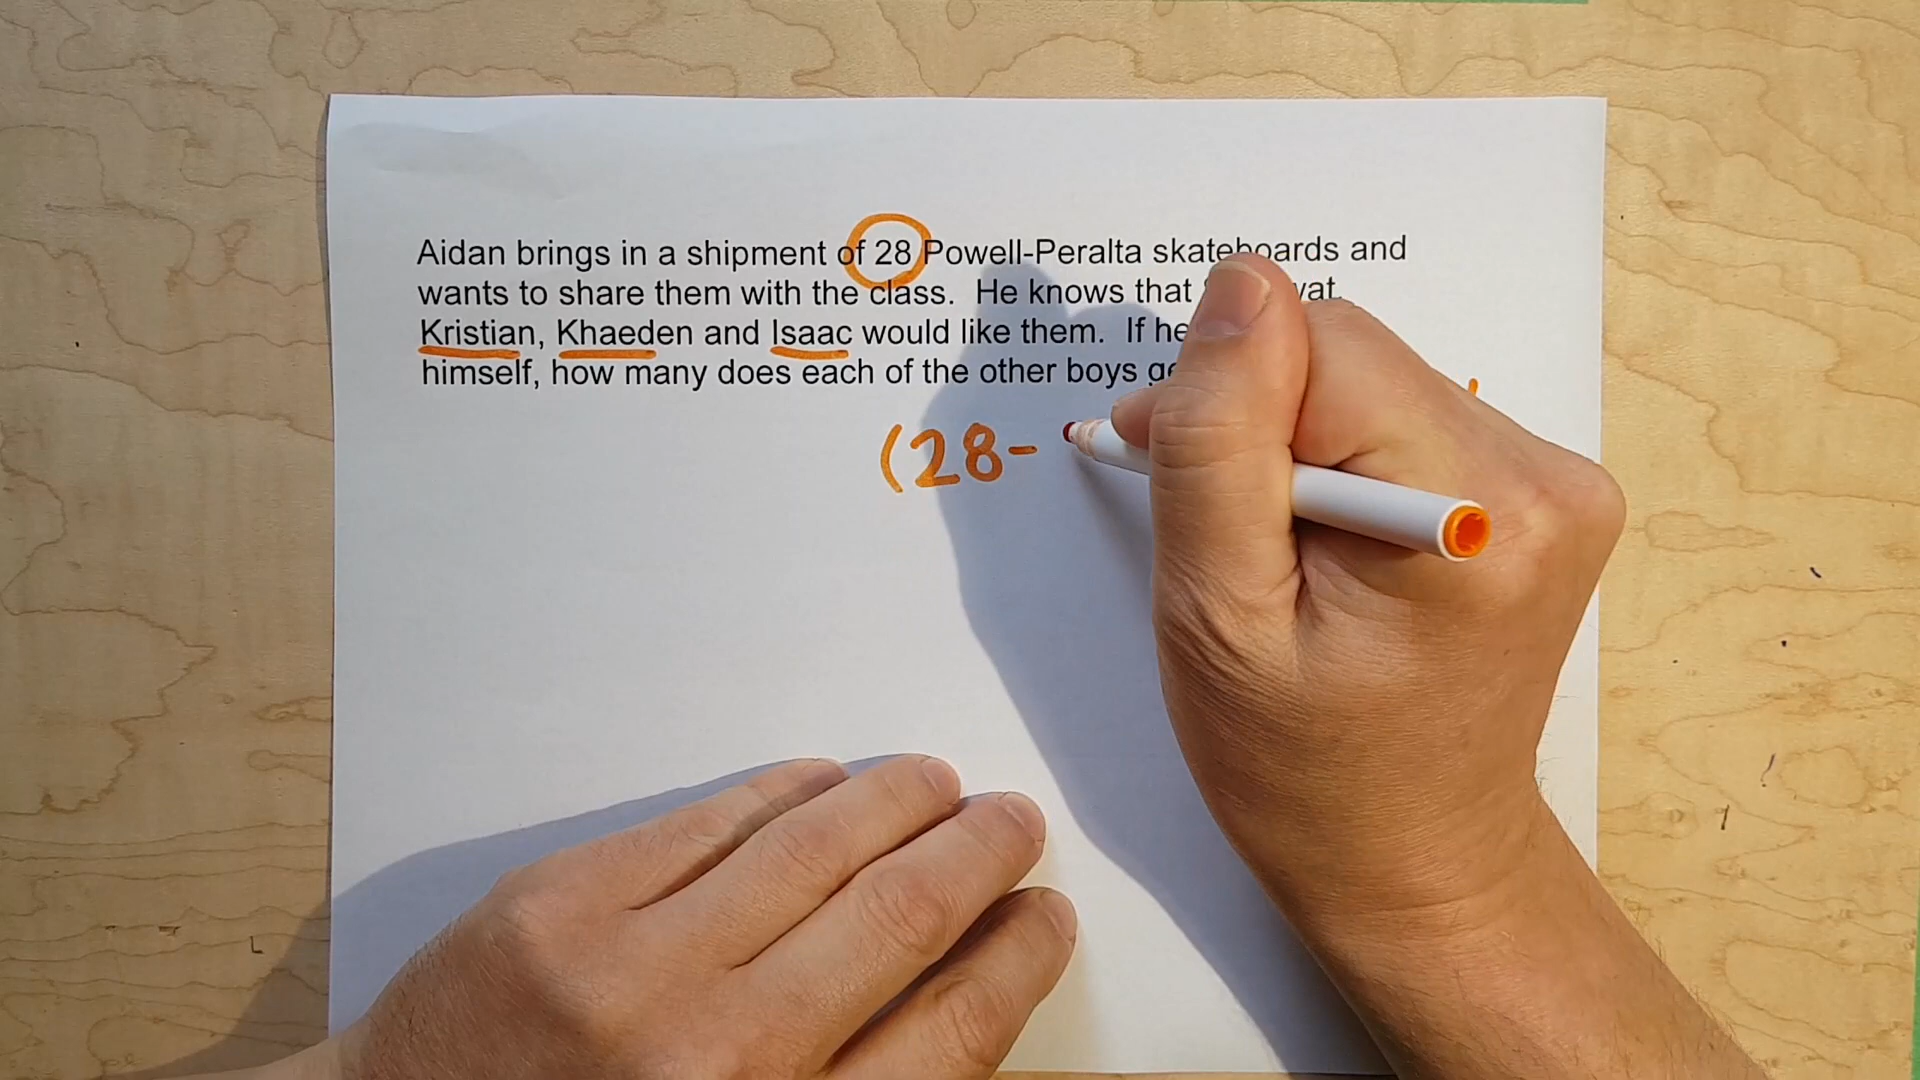 Aidan brings in a shipment of 28 Powell-Peralta skateboards and
wants to share them with the class. He knows that
Kristian, Khaeden and Isaac would like them. If he
himself, how many does each of the other boys
(28-